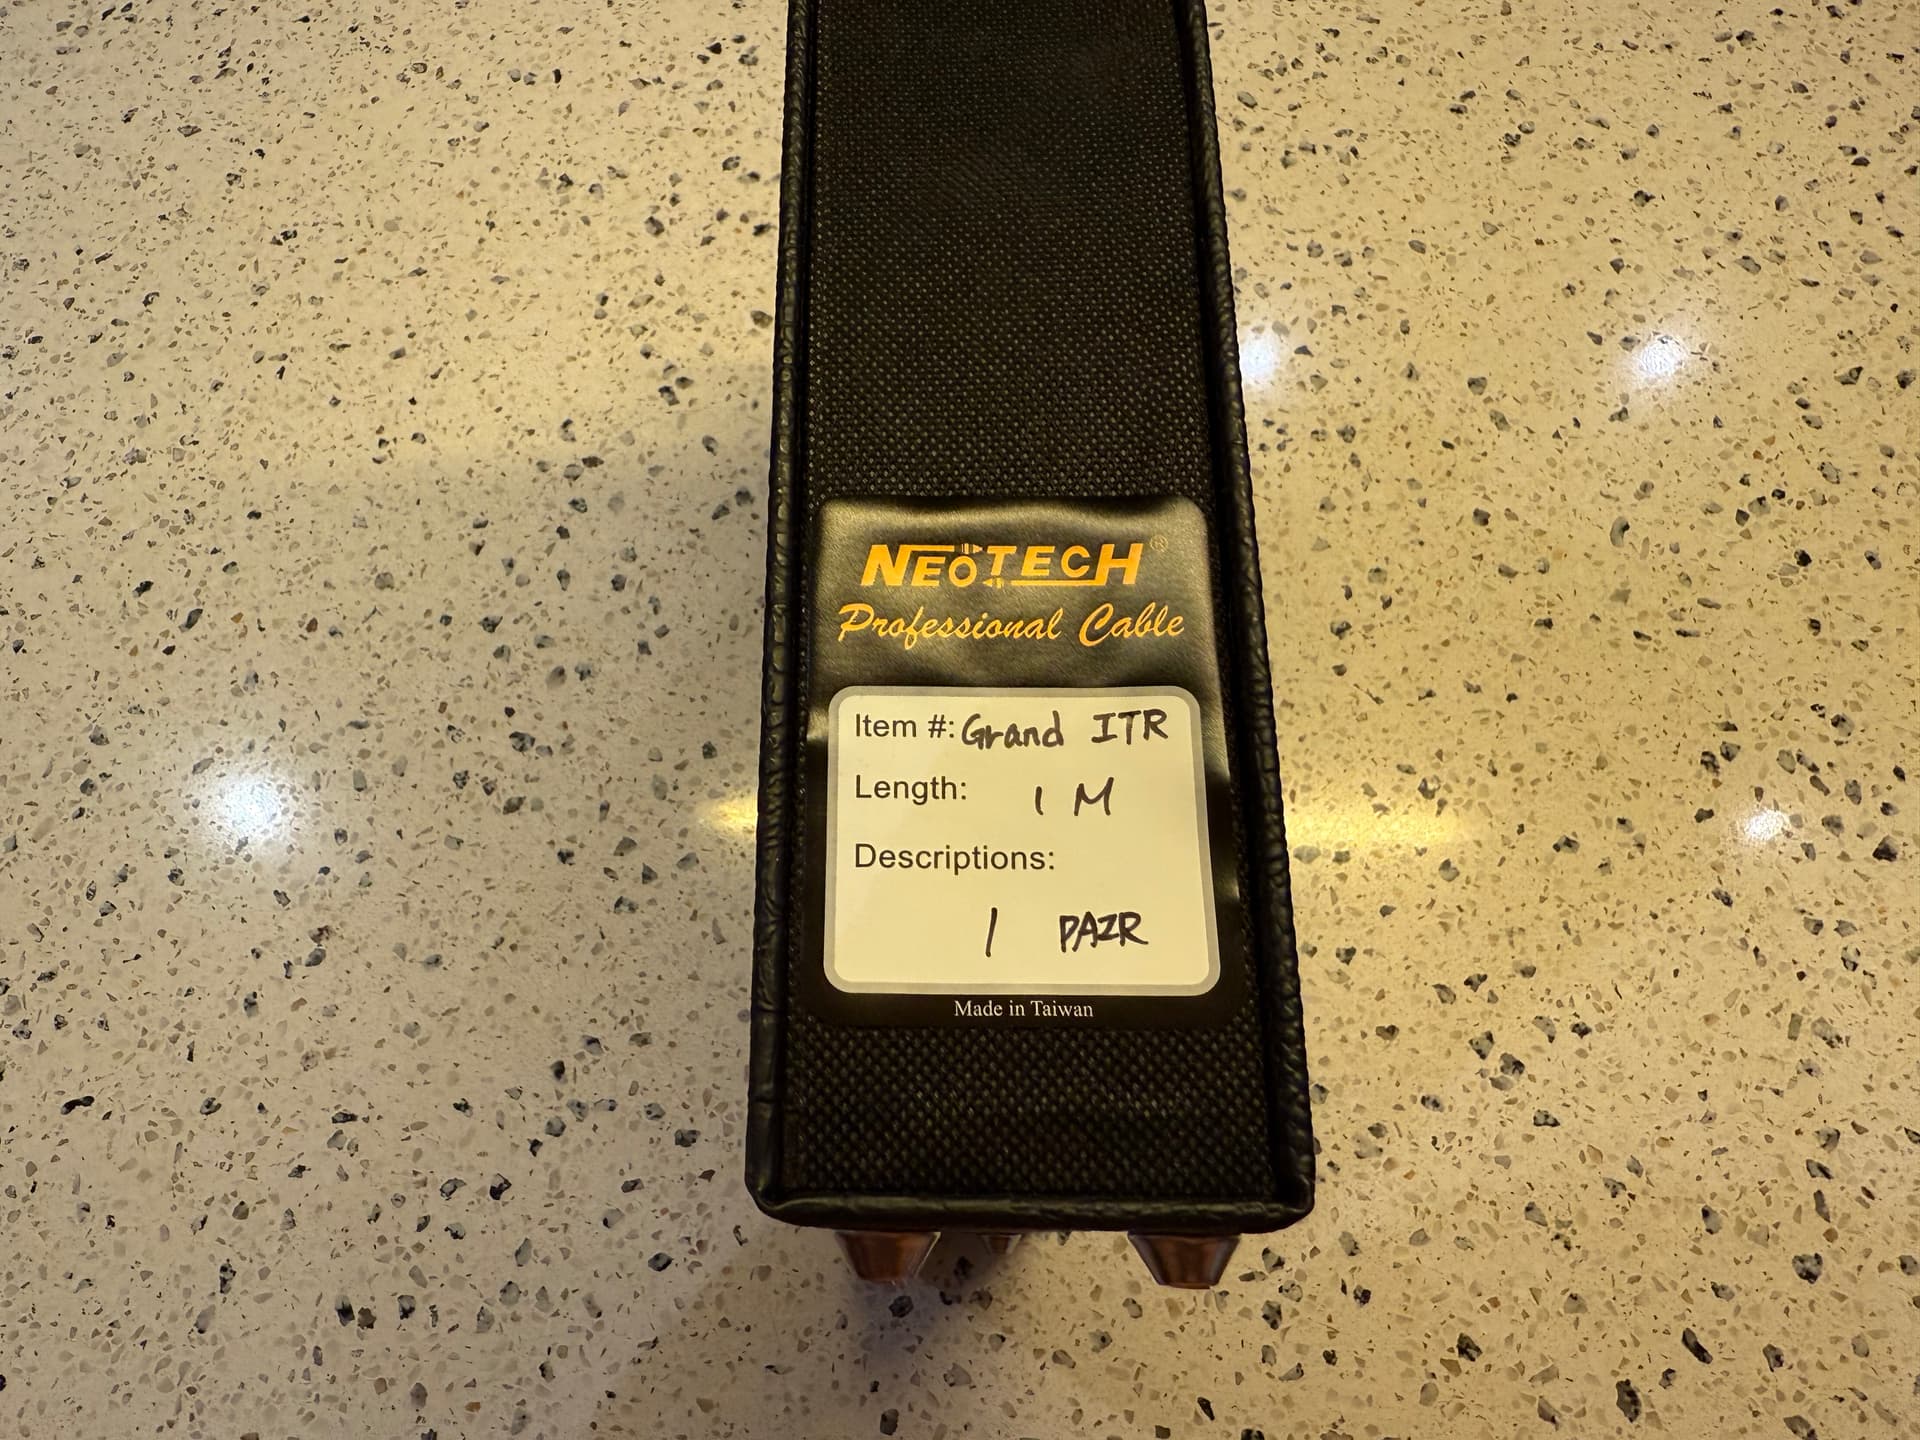 NEOTECH®
Professional Cable
Item #: Grand ITR
Length: 1 M
Descriptions:
1 PAIR
Made in Taiwan